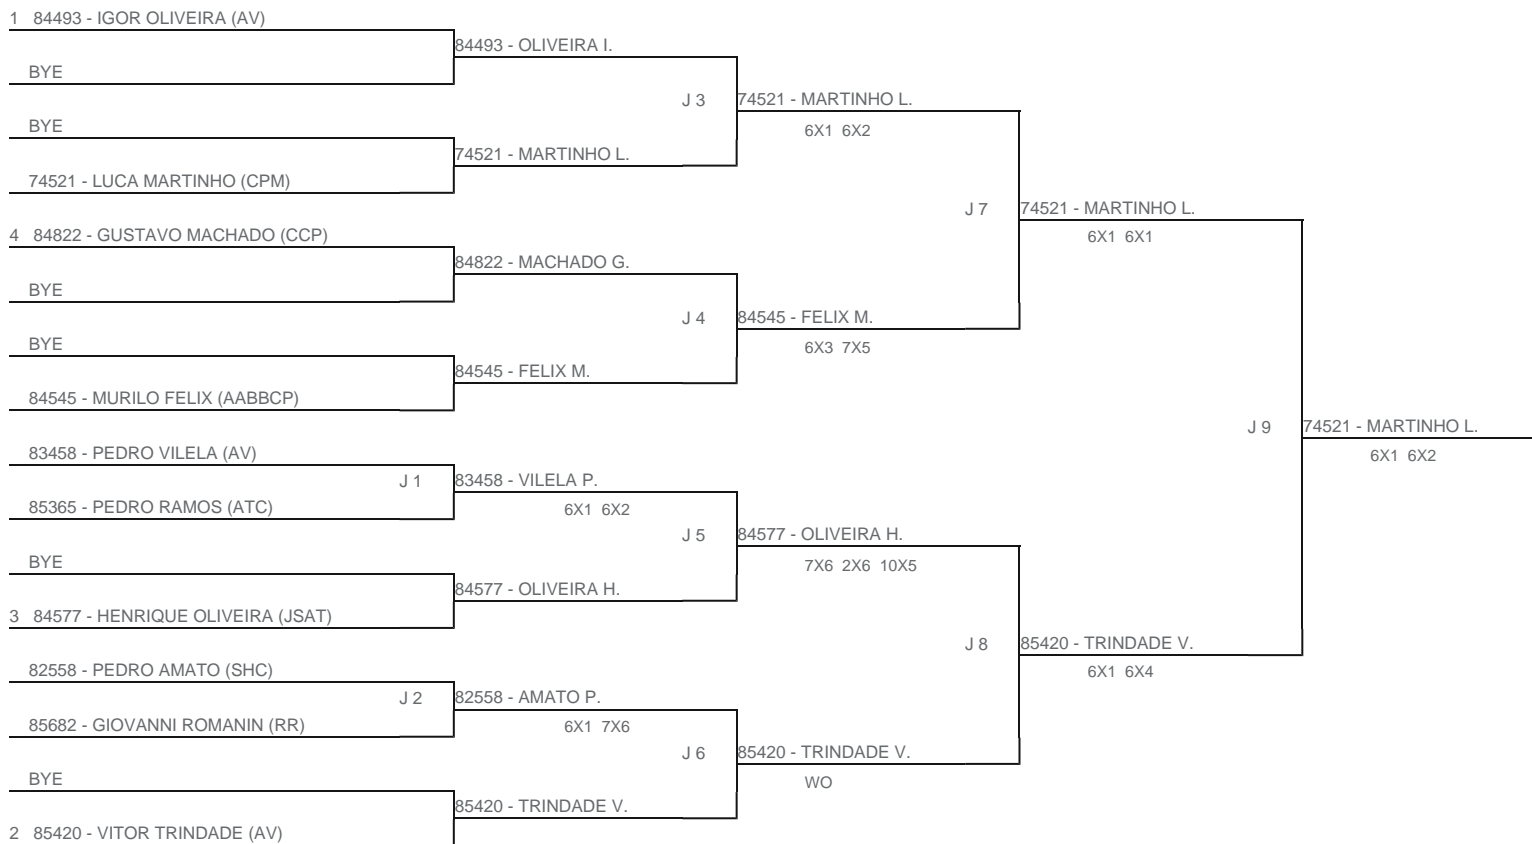 1 84493 - IGOR OLIVEIRA (AV)
84493 - OLIVEIRA I.
BYE
J 3
74521 - MARTINHO L.
BYE
6X1 6X2
74521 - MARTINHO L.
74521 - LUCA MARTINHO (CPM)
J 7
74521 - MARTINHO L.
4 84822 - GUSTAVO MACHADO (CCP)
6X1 6X1
84822 - MACHADO G.
BYE
J 4
84545 - FELIX M.
BYE
6X3 7X5
84545 - FELIX M.
84545 - MURILO FELIX (AABBCP)
J 9
74521 - MARTINHO L.
83458 - PEDRO VILELA (AV)
6X1 6X2
J 1
83458 - VILELA P.
85365 - PEDRO RAMOS (ATC)
6X1 6X2
J 5
84577 - OLIVEIRA H.
BYE
7X6 2X6 10X5
84577 - OLIVEIRA H.
3 84577 - HENRIQUE OLIVEIRA (JSAT)
J 8
85420 - TRINDADE V.
82558 - PEDRO AMATO (SHC)
6X1 6X4
J 2
82558 - AMATO P.
85682 - GIOVANNI ROMANIN (RR)
6X1 7X6
J 6
85420 - TRINDADE V.
BYE
WO
85420 - TRINDADE V.
2 85420 - VITOR TRINDADE (AV)